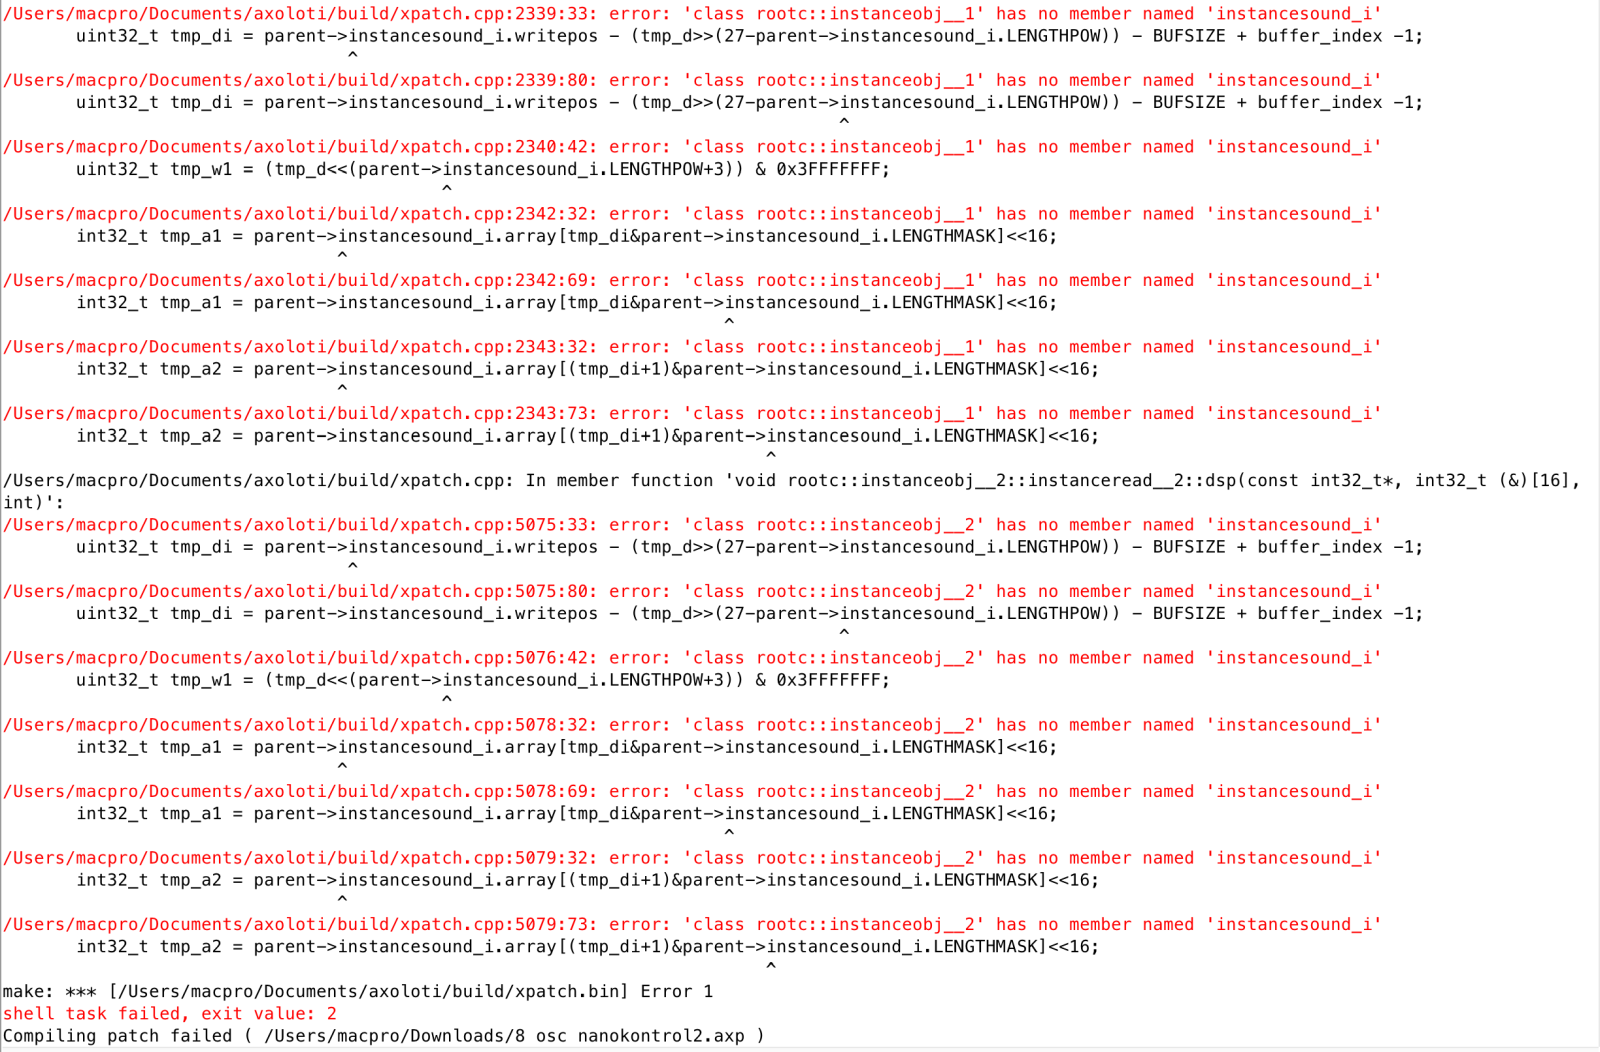 /Users/macpro/Documents/axoloti/build/xpatch.cpp:2339:33: error: 'class rootc::instanceobj__1' has no member named 'instancesound_i'
uint32_t tmp_di = parent->instancesound_i.writepos - (tmp_d>>(27-parent->instancesound_i.LENGTHPOW)) - BUFSIZE + buffer_index -1;
^
/Users/macpro/Documents/axoloti/build/xpatch.cpp:2339:80: error: 'class rootc::instanceobj__1' has no member named 'instancesound_i'
uint32_t tmp_di = parent->instancesound_i.writepos - (tmp_d>>(27-parent->instancesound_i.LENGTHPOW)) - BUFSIZE + buffer_index -1;
^
/Users/macpro/Documents/axoloti/build/xpatch.cpp:2340:42: error: 'class rootc::instanceobj__1' has no member named 'instancesound_i'
uint32_t tmp_w1 = (tmp_d<<(parent->instancesound_i.LENGTHPOW+3)) & 0x3FFFFFFF;
^
/Users/macpro/Documents/axoloti/build/xpatch.cpp:2342:32: error: 'class rootc::instanceobj__1' has no member named 'instancesound_i'
int32_t tmp_a1 = parent->instancesound_i.array[tmp_di&parent->instancesound_i.LENGTHMASK]<<16;
^
/Users/macpro/Documents/axoloti/build/xpatch.cpp:2342:69: error: 'class rootc::instanceobj__1' has no member named 'instancesound_i'
int32_t tmp_a1 = parent->instancesound_i.array[tmp_di&parent->instancesound_i.LENGTHMASK]<<16;
^
/Users/macpro/Documents/axoloti/build/xpatch.cpp:2343:32: error: 'class rootc::instanceobj__1' has no member named 'instancesound_i'
int32_t tmp_a2 = parent->instancesound_i.array[(tmp_di+1)&parent->instancesound_i.LENGTHMASK]<<16;
^
/Users/macpro/Documents/axoloti/build/xpatch.cpp:2343:73: error: 'class rootc::instanceobj__1' has no member named 'instancesound_i'
int32_t tmp_a2 = parent->instancesound_i.array[(tmp_di+1)&parent->instancesound_i.LENGTHMASK]<<16;
^
/Users/macpro/Documents/axoloti/build/xpatch.cpp: In member function 'void rootc::instanceobj__2::instanceread__2::dsp(const int32_t*, int32_t (&)[16],
int)':
/Users/macpro/Documents/axoloti/build/xpatch.cpp:5075:33: error: 'class rootc::instanceobj__2' has no member named 'instancesound_i'
uint32_t tmp_di = parent->instancesound_i.writepos - (tmp_d>>(27-parent->instancesound_i.LENGTHPOW)) - BUFSIZE + buffer_index -1;
^
/Users/macpro/Documents/axoloti/build/xpatch.cpp:5075:80: error: 'class rootc::instanceobj__2' has no member named 'instancesound_i'
uint32_t tmp_di = parent->instancesound_i.writepos - (tmp_d>>(27-parent->instancesound_i.LENGTHPOW)) - BUFSIZE + buffer_index -1;
^
/Users/macpro/Documents/axoloti/build/xpatch.cpp:5076:42: error: 'class rootc::instanceobj__2' has no member named 'instancesound_i'
uint32_t tmp_w1 = (tmp_d<<(parent->instancesound_i.LENGTHPOW+3)) & 0x3FFFFFFF;
^
/Users/macpro/Documents/axoloti/build/xpatch.cpp:5078:32: error: 'class rootc::instanceobj__2' has no member named 'instancesound_i'
int32_t tmp_a1 = parent->instancesound_i.array[tmp_di&parent->instancesound_i.LENGTHMASK]<<16;
^
/Users/macpro/Documents/axoloti/build/xpatch.cpp:5078:69: error: 'class rootc::instanceobj__2' has no member named 'instancesound_i'
int32_t tmp_a1 = parent->instancesound_i.array[tmp_di&parent->instancesound_i.LENGTHMASK]<<16;
^
/Users/macpro/Documents/axoloti/build/xpatch.cpp:5079:32: error: 'class rootc::instanceobj__2' has no member named 'instancesound_i'
int32_t tmp_a2 = parent->instancesound_i.array[(tmp_di+1)&parent->instancesound_i.LENGTHMASK]<<16;
^
/Users/macpro/Documents/axoloti/build/xpatch.cpp:5079:73: error: 'class rootc::instanceobj__2' has no member named 'instancesound_i'
int32_t tmp_a2 = parent->instancesound_i.array[(tmp_di+1)&parent->instancesound_i.LENGTHMASK]<<16;
^
make: *** [/Users/macpro/Documents/axoloti/build/xpatch.bin] Error 1
shell task failed, exit value: 2
Compiling patch failed ( /Users/macpro/Downloads/8 osc nanokontrol2.axp )